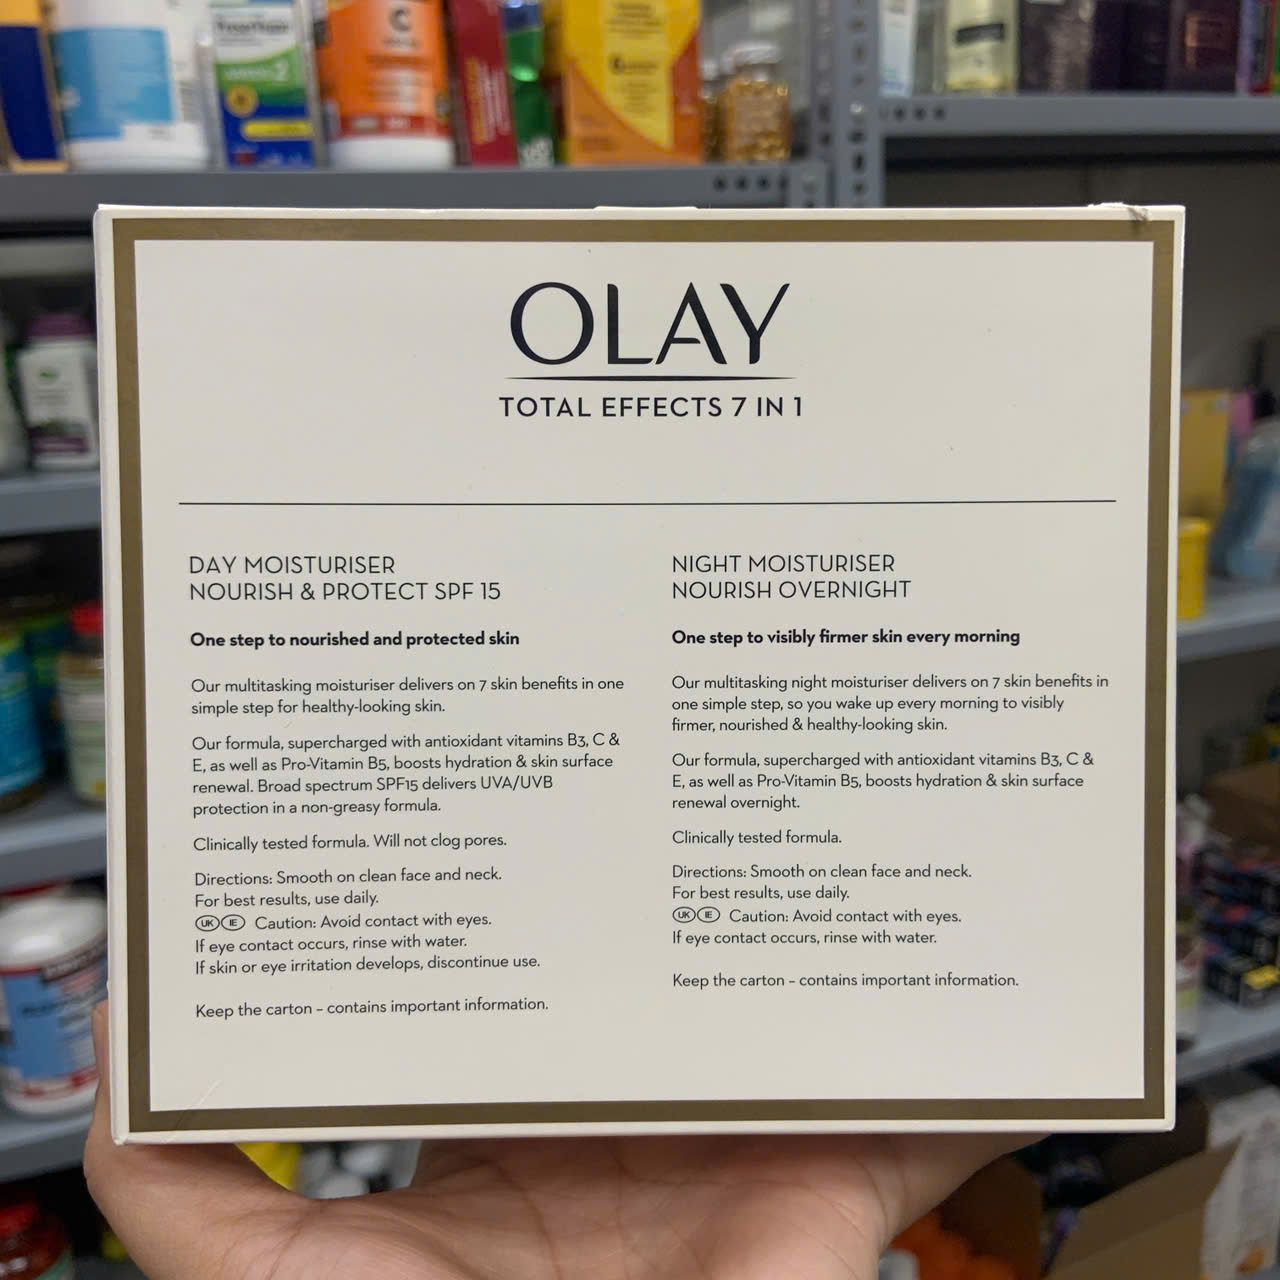 OLAY
TOTAL EFFECTS 7 IN 1
DAY MOISTURISER
NOURISH & PROTECT SPF 15
One step to nourished and protected skin
Our multitasking moisturiser delivers on 7 skin benefits in one
simple step for healthy-looking skin.
Our formula, supercharged with antioxidant vitamins B3, C &
E, as well as Pro-Vitamin B5, boosts hydration & skin surface
renewal. Broad spectrum SPF15 delivers UVA/UVB
protection in a non-greasy formula.
Clinically tested formula. Will not clog pores.
Directions: Smooth on clean face and neck.
For best results, use daily.
UK IE Caution: Avoid contact with eyes.
If eye contact occurs, rinse with water.
If skin or eye irritation develops, discontinue use.
Keep the carton – contains important information.
NIGHT MOISTURISER
NOURISH OVERNIGHT
One step to visibly firmer skin every morning
Our multitasking night moisturiser delivers on 7 skin benefits in
one simple step, so you wake up every morning to visibly
firmer, nourished & healthy-looking skin.
Our formula, supercharged with antioxidant vitamins B3, C &
E, as well as Pro-Vitamin B5, boosts hydration & skin surface
renewal overnight.
Clinically tested formula.
Directions: Smooth on clean face and neck.
For best results, use daily.
UK IE Caution: Avoid contact with eyes.
If eye contact occurs, rinse with water.
Keep the carton – contains important information.